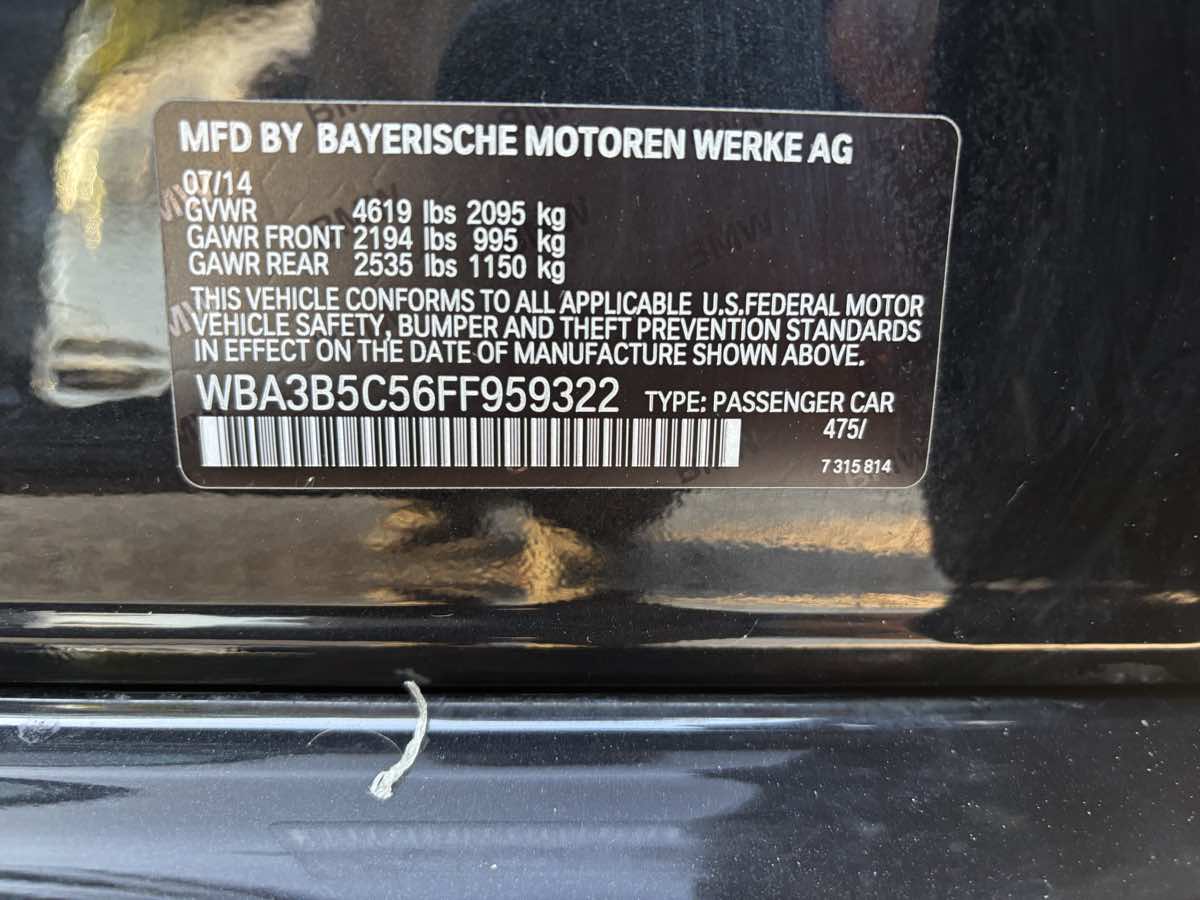 MFD BY BAYERISCHE MOTOREN WERKE AG
07/14
GVWR 4619 lbs 2095 kg
GAWR FRONT 2194 lbs 995 kg
GAWR REAR 2535 lbs 1150 kg
THIS VEHICLE CONFORMS TO ALL APPLICABLE U.S.FEDERAL MOTOR
VEHICLE SAFETY, BUMPER AND THEFT PREVENTION STANDARDS
IN EFFECT ON THE DATE OF MANUFACTURE SHOWN ABOVE.
WBA3B5C56FF959322 TYPE: PASSENGER CAR
475/
7 315 814